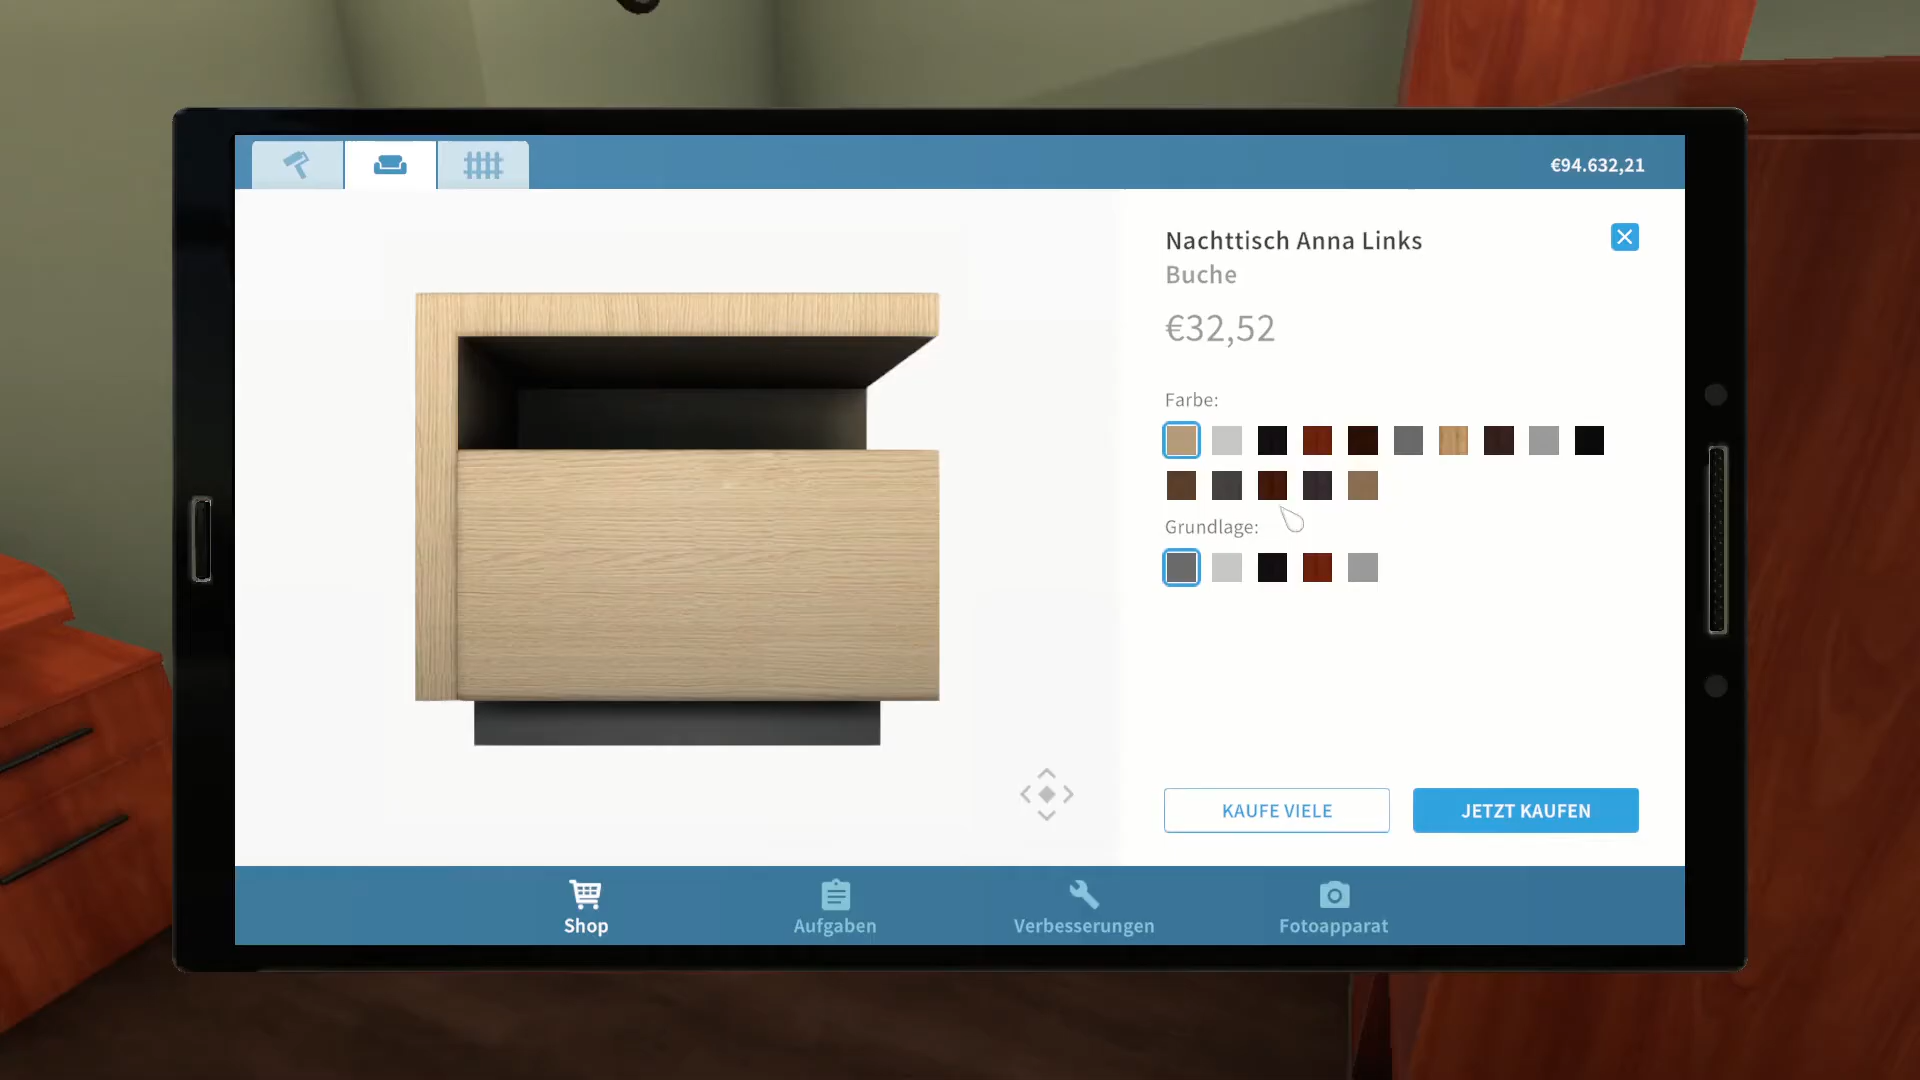 €94.632,21
Nachttisch Anna Links
Buche
€32,52
Farbe:
Grundlage:
KAUFE VIELE
JETZT KAUFEN
Shop
Aufgaben
Verbesserungen
Fotoapparat